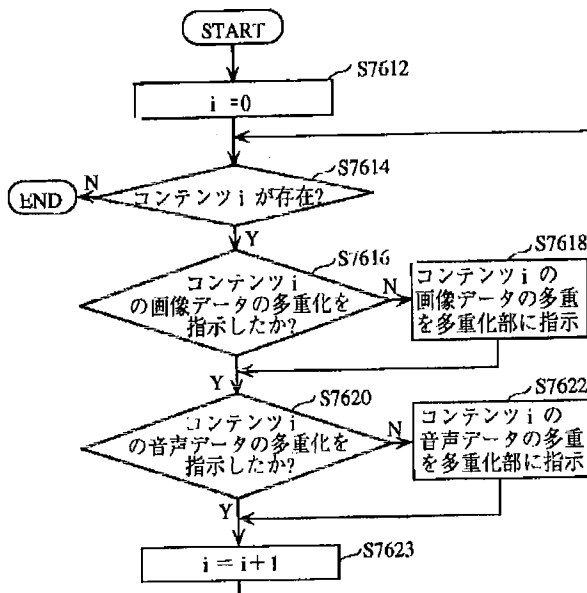 START
S7612
i =0
S7614
N
END
コンテンツ i が存在?
Y
S7616
コンテンツ i
の画像データの多重化を
指示したか?
N
S7618
コンテンツ i の
画像データの多重
を多重化部に指示
Y
S7620
コンテンツ i
の音声データの多重化を
指示したか?
N
S7622
コンテンツ i の
音声データの多重
を多重化部に指示
Y
S7623
i = i+1